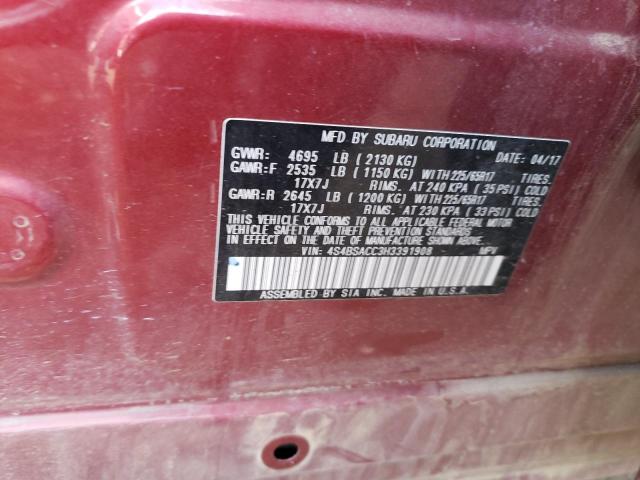 MFD BY SUBARU CORPORATION
GVWR: 4695 LB ( 2130 KG) DATE: 04/17
GAWR:F 2535 LB ( 1150 KG) WITH 225/65R17 TIRES.
17X7J RIMS. AT 240 KPA ( 35 PSI) COLD
GAWR:R 2645 LB ( 1200 KG) WITH 225/65R17 TIRES.
17X7J RIMS. AT 230 KPA ( 33 PSI) COLD
THIS VEHICLE CONFORMS TO ALL APPLICABLE FEDERAL MOTOR
VEHICLE SAFETY AND THEFT PREVENTION STANDARDS
IN EFFECT ON THE DATE OF MANUFACTURE SHOWN ABOVE.
VIN: 4S4BSACC3H3391908 MPV
ASSEMBLED BY SIA INC. MADE IN U.S.A.